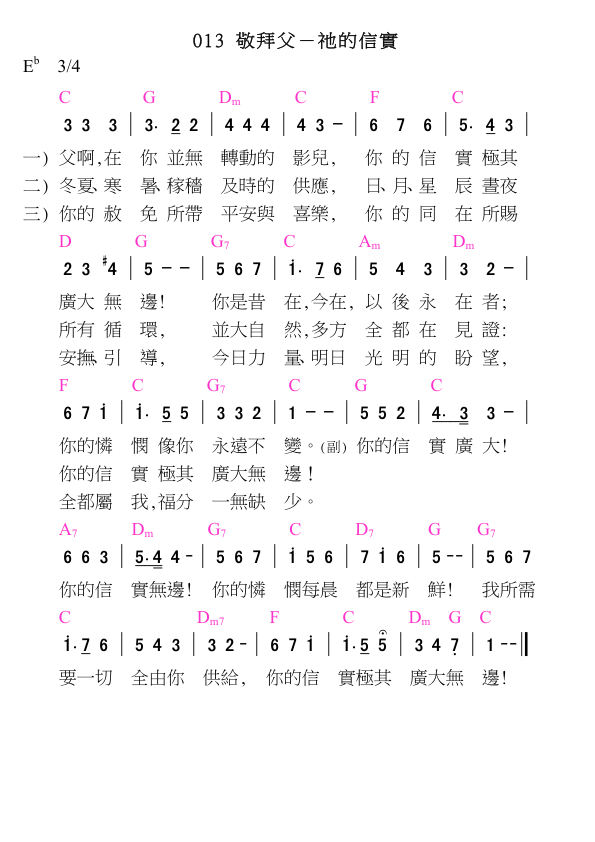 013 敬拜父－祂的信實
E♭ 3/4
C G Dm C F C
3 3 3 | 3· 2 2 | 4 4 4 | 4 3 － | 6 7 6 | 5· 4 3 |
一) 父啊,在 你 並無 轉動的 影兒, 你 的 信 實 極其
二) 冬夏、寒 暑、稼穡 及時的 供應, 日、月、星 辰 晝夜
三) 你的 赦 免 所帶 平安與 喜樂, 你 的 同 在 所賜
D G G7 C Am Dm
2 3 #4 | 5 － － | 5 6 7 | i· 7 6 | 5 4 3 | 3 2 － |
廣大 無 邊! 你是昔 在,今在, 以 後 永 在 者;
所有 循 環, 並大自 然,多方 全 都 在 見 證:
安撫、引 導, 今日力 量、明日 光 明 的 盼 望,
F C G7 C G C
6 7 i | i· 5 5 | 3 3 2 | 1 － － | 5 5 2 | 4· 3 3 － |
你的憐 憫 像你 永遠不 變。(副) 你的信 實 廣 大!
你的信 實 極其 廣大無 邊!
全都屬 我,福分 一無缺 少。
A7 Dm G7 C D7 G G7
6 6 3 | 5·4 4 － | 5 6 7 | i 5 6 | 7 i 6 | 5 －－ | 5 6 7
你的信 實無邊! 你的憐 憫每晨 都是新 鮮! 我所需
C Dm7 F C Dm G C
i·7 6 | 5 4 3 | 3 2 － | 6 7 i | i·5 5 | 3 4 7 | 1 －－ ‖
要一切 全由你 供給, 你的信 實極其 廣大無 邊!